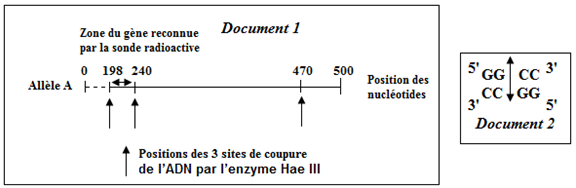 Zone du gène reconnue
par la sonde radioactive
Document 1
0 198 240 470 500
Allèle A
Position des
nucléotides
Positions des 3 sites de coupure
de l'ADN par l'enzyme Hae III
5' GG CC 3'
3' CC GG 5'
Document 2